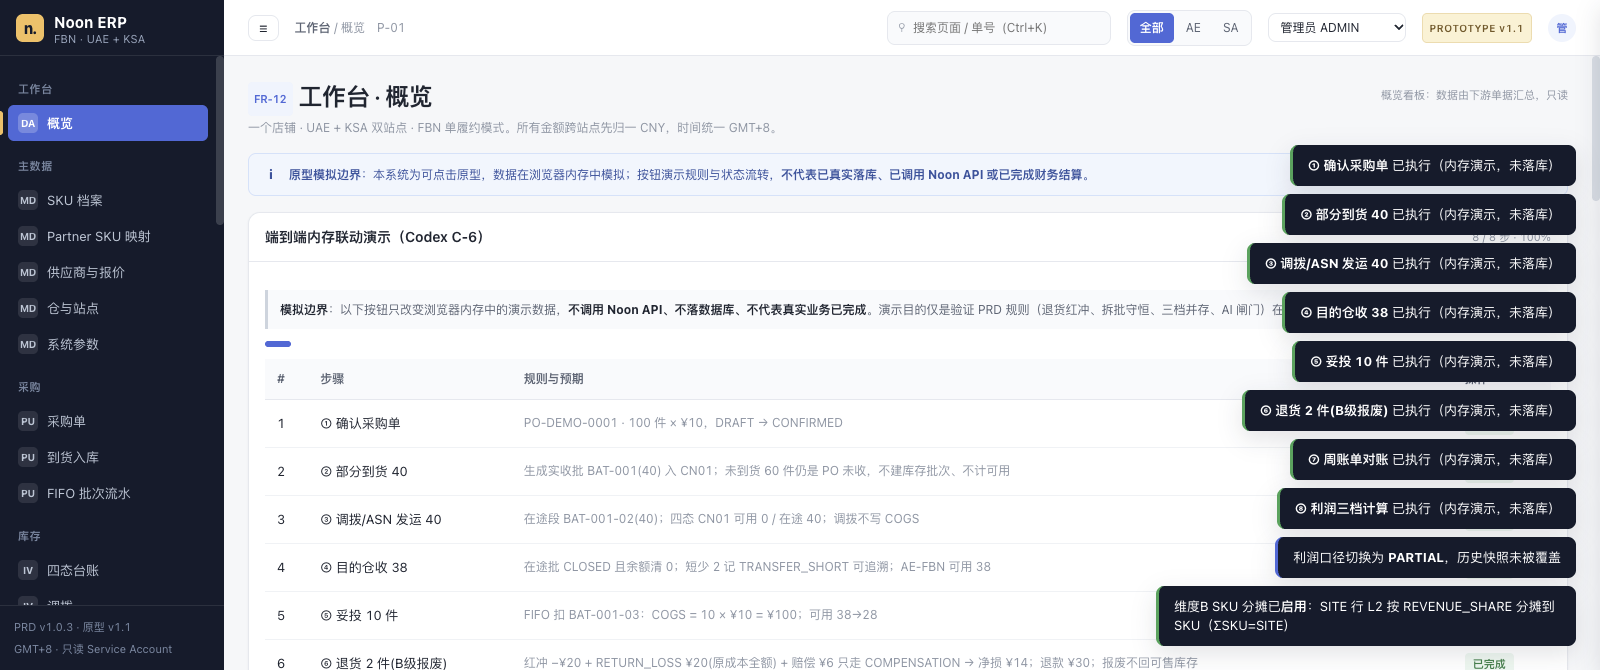 n.
Noon ERP
FBN · UAE + KSA
工作台
DA 概览
主数据
MD SKU 档案
MD Partner SKU 映射
MD 供应商与报价
MD 仓与站点
MD 系统参数
采购
PU 采购单
PU 到货入库
PU FIFO 批次流水
库存
IV 四态台账
PRD v1.0.3 · 原型 v1.1
GMT+8 · 只读 Service Account
工作台 / 概览 P-01
搜索页面 / 单号 (Ctrl+K)
全部 AE SA
管理员 ADMIN
PROTOTYPE v1.1
管
FR-12 工作台 · 概览
概览看板：数据由下游单据汇总，只读
一个店铺 · UAE + KSA 双站点 · FBN 单履约模式。所有金额跨站点先归一 CNY，时间统一 GMT+8。
i 原型模拟边界：本系统为可点击原型，数据在浏览器内存中模拟；按钮演示规则与状态流转，不代表已真实落库、已调用 Noon API 或已完成财务结算。
端到端内存联动演示（Codex C-6）
8 / 8 步 · 100%
模拟边界：以下按钮只改变浏览器内存中的演示数据，不调用 Noon API、不落数据库、不代表真实业务已完成。演示目的仅是验证 PRD 规则（退货红冲、拆批守恒、三档并存、AI 闸门）在
# 步骤 规则与预期
1 ① 确认采购单 PO-DEMO-0001 · 100 件 × ¥10，DRAFT → CONFIRMED
2 ② 部分到货 40 生成实收批 BAT-001(40) 入 CN01；未到货 60 件仍是 PO 未收，不建库存批次、不计可用
3 ③ 调拨/ASN 发运 40 在途段 BAT-001-02(40)；四态 CN01 可用 0 / 在途 40；调拨不写 COGS
4 ④ 目的仓收 38 在途批 CLOSED 且余额清 0；短少 2 记 TRANSFER_SHORT 可追溯；AE-FBN 可用 38
5 ⑤ 妥投 10 件 FIFO 扣 BAT-001-03：COGS = 10 × ¥10 = ¥100；可用 38→28
6 ⑥ 退货 2 件(B级报废) 红冲 −¥20 + RETURN_LOSS ¥20(原成本全额) + 赔偿 ¥6 只走 COMPENSATION → 净损 ¥14；退款 ¥30；报废不回可售库存 已完成
① 确认采购单 已执行（内存演示，未落库）
② 部分到货 40 已执行（内存演示，未落库）
③ 调拨/ASN 发运 40 已执行（内存演示，未落库）
④ 目的仓收 38 已执行（内存演示，未落库）
⑤ 妥投 10 件 已执行（内存演示，未落库）
⑥ 退货 2 件(B级报废) 已执行（内存演示，未落库）
⑦ 周账单对账 已执行（内存演示，未落库）
⑧ 利润三档计算 已执行（内存演示，未落库）
利润口径切换为 PARTIAL，历史快照未被覆盖
维度B SKU 分摊已启用：SITE 行 L2 按 REVENUE_SHARE 分摊到
SKU（ΣSKU=SITE）